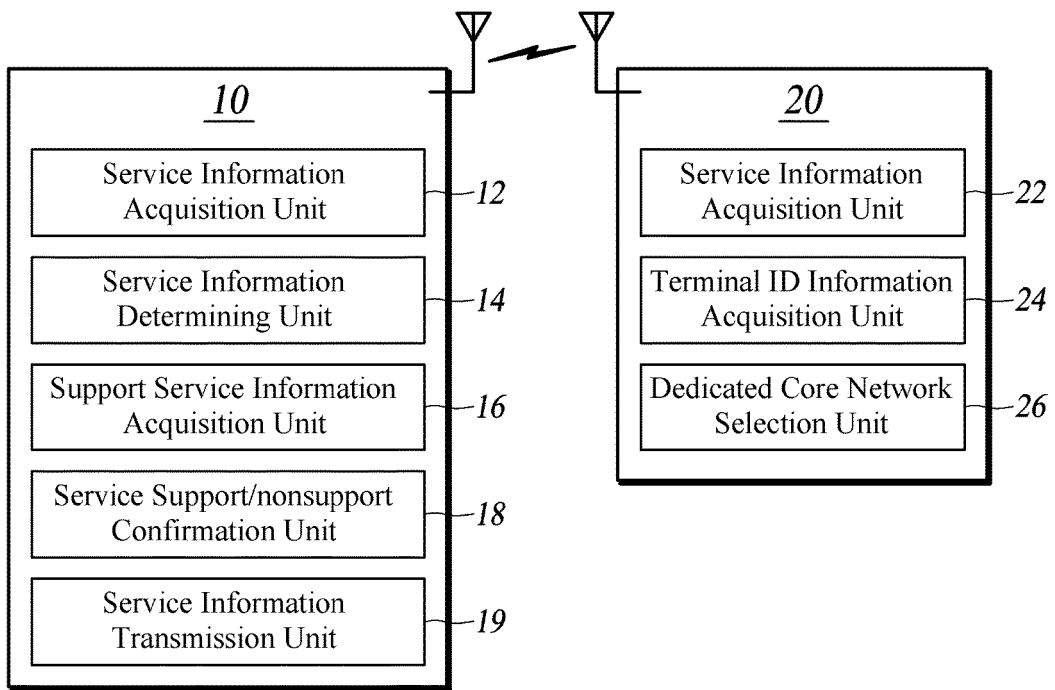 10
Service Information
Acquisition Unit
12
Service Information
Determining Unit
14
Support Service Information
Acquisition Unit
16
Service Support/nonsupport
Confirmation Unit
18
Service Information
Transmission Unit
19
20
Service Information
Acquisition Unit
22
Terminal ID Information
Acquisition Unit
24
Dedicated Core Network
Selection Unit
26